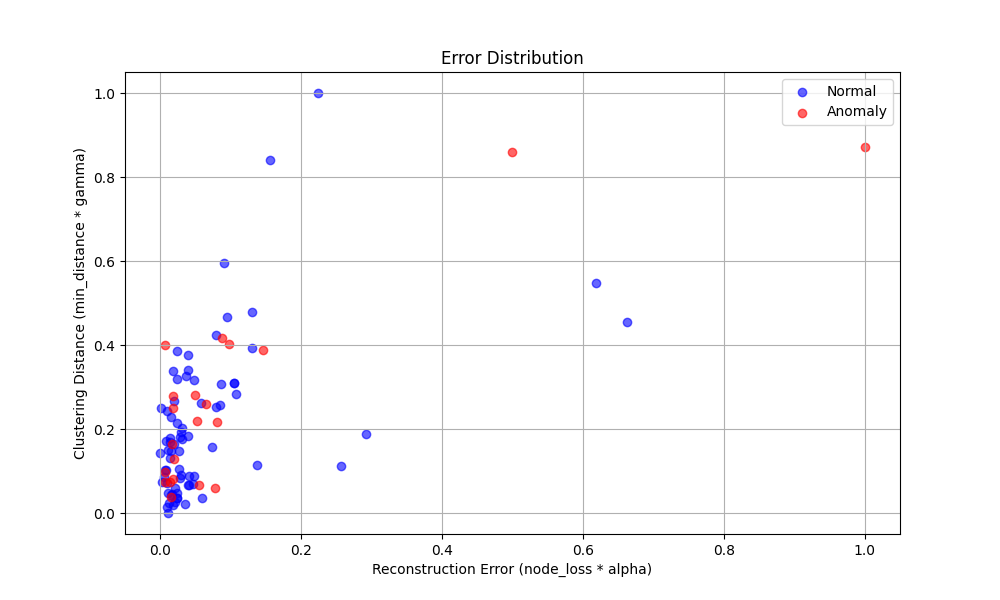 Error Distribution
Normal
Anomaly
1.0
0.8
0.6
0.4
0.2
0.0
Clustering Distance (min_distance * gamma)
0.0 0.2 0.4 0.6 0.8 1.0
Reconstruction Error (node_loss * alpha)